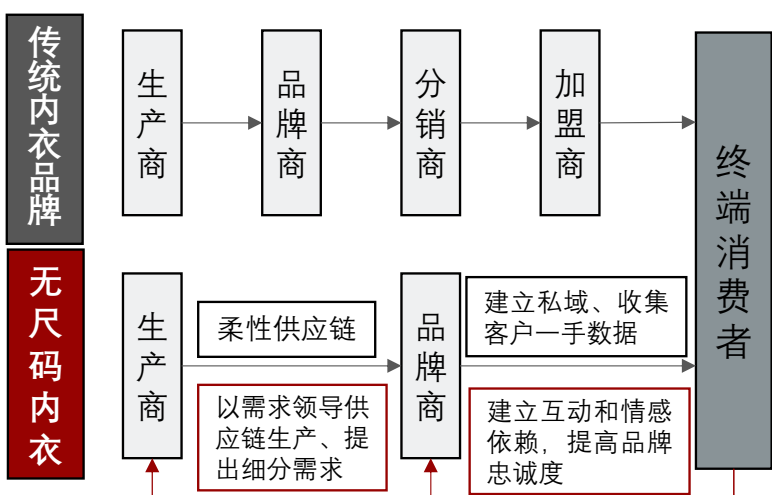 传统内衣品牌
生产商
品牌商
分销商
加盟商
终端消费者
无尺码内衣
生产商
柔性供应链
以需求领导供
应链生产、提
出细分需求
品牌商
建立私域、收集
客户一手数据
建立互动和情感
依赖，提高品牌
忠诚度